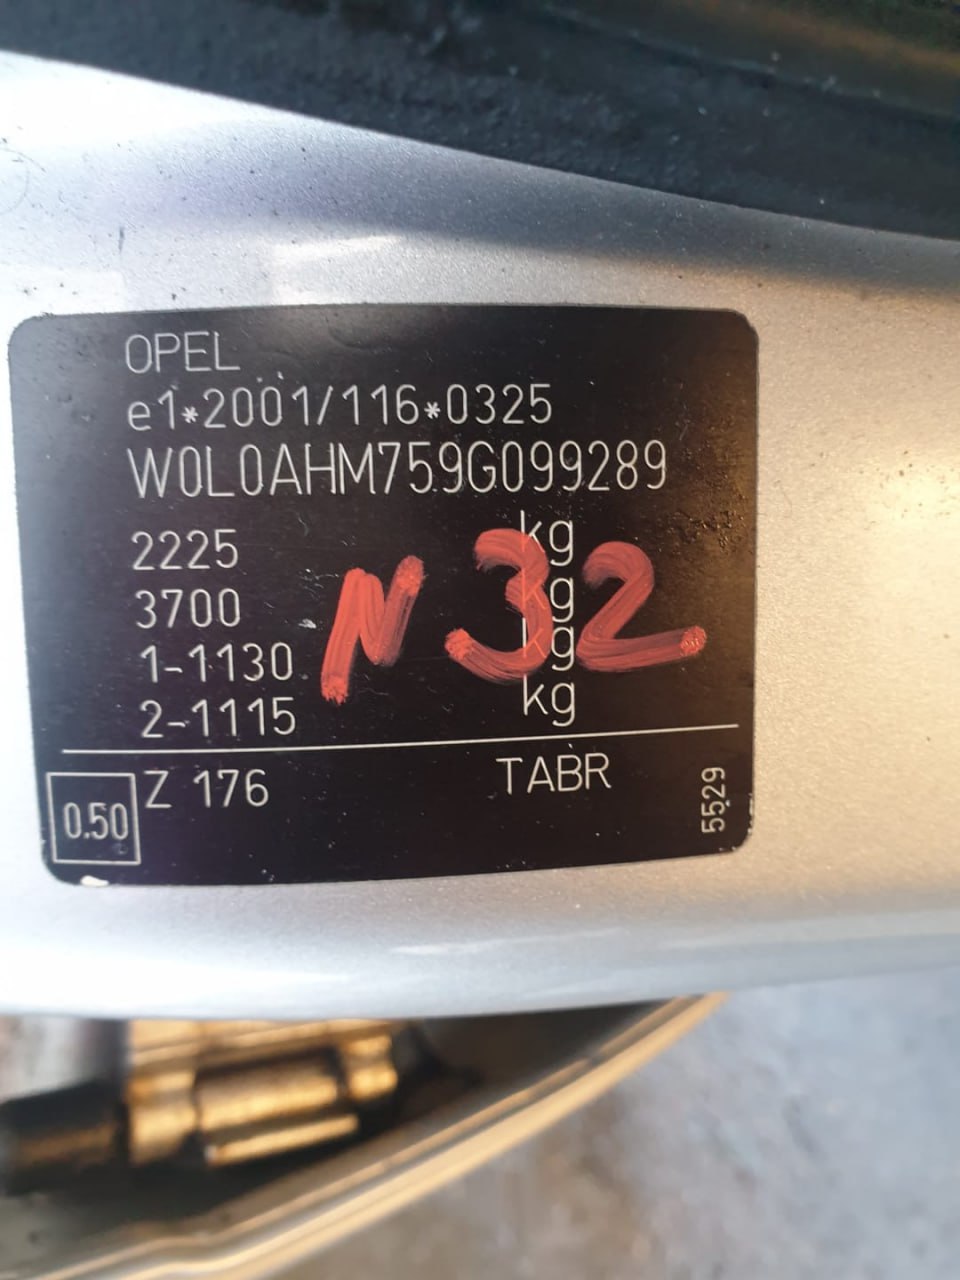 OPEL
e1*2001/116*0325
W0L0AHM759G099289
2225 kg
3700 kg
1-1130 kg
2-1115 kg
N 32
Z 176 TABR
0.50
5529